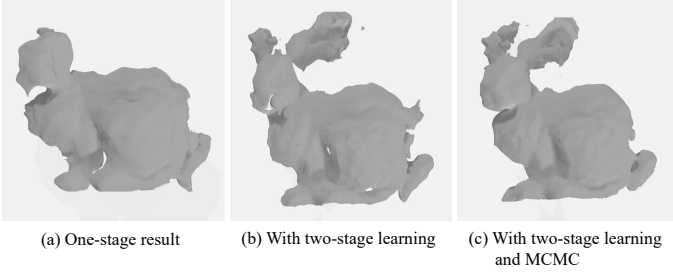 (a) One-stage result
(b) With two-stage learning
(c) With two-stage learning
and MCMC